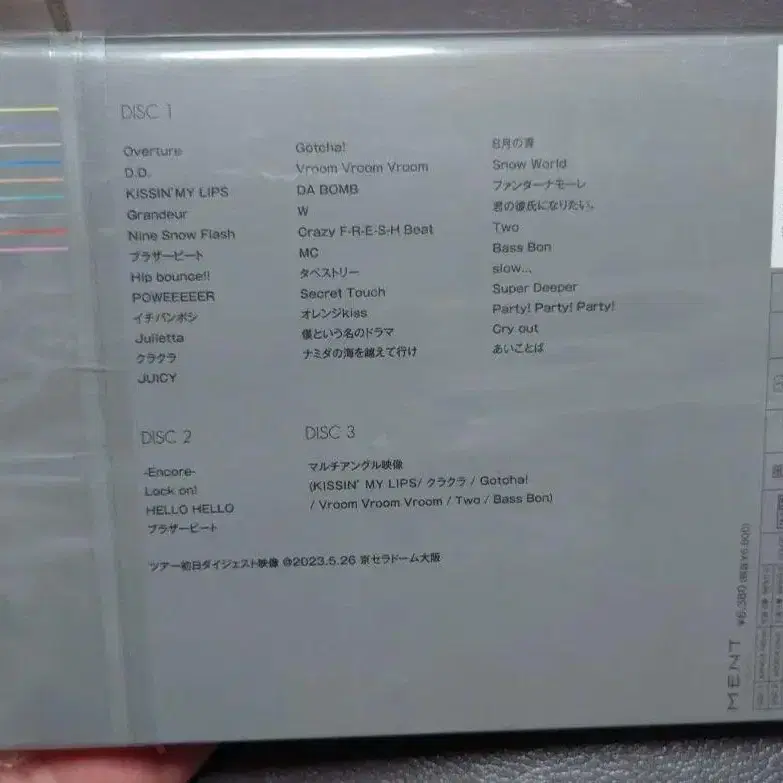 DISC 1
Overture
D.D.
KISSIN' MY LIPS
Grandeur
Nine Snow Flash
ブラザービート
Hip bounce!!
POWEEEEER
イチバンボシ
Julietta
クラクラ
JUICY
Gotcha!
Vroom Vroom Vroom
DA BOMB
W
Crazy F-R-E-S-H Beat
MC
タペストリー
Secret Touch
オレンジkiss
僕という名のドラマ
ナミダの海を越えて行け
8月の青
Snow World
ファンターナモーレ
君の彼氏になりたい。
Two
Bass Bon
slow...
Super Deeper
Party! Party! Party!
Cry out
あいことば
DISC 2
-Encore-
Lock on!
HELLO HELLO
ブラザービート
ツアー初日ダイジェスト映像 @2023.5.26 京セラドーム大阪
DISC 3
マルチアングル映像
(KISSIN' MY LIPS/ クラクラ / Gotcha!
/ Vroom Vroom Vroom / Two / Bass Bon)
MENT